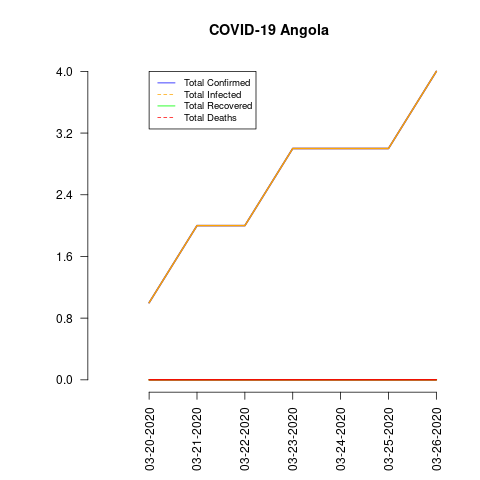 COVID-19 Angola
4.0
3.2
2.4
1.6
0.8
0.0
Total Confirmed
Total Infected
Total Recovered
Total Deaths
03-20-2020
03-21-2020
03-22-2020
03-23-2020
03-24-2020
03-25-2020
03-26-2020